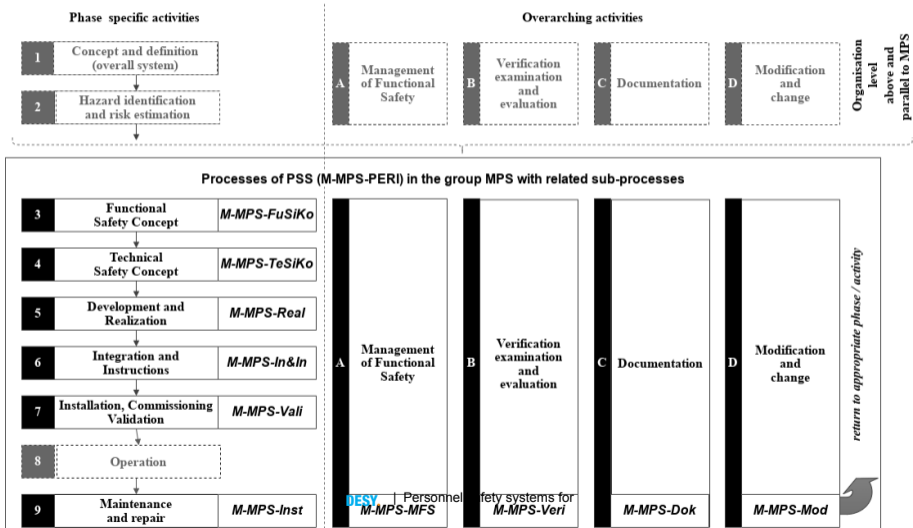 Phase specific activities
Overarching activities
1
Concept and definition
(overall system)
2
Hazard identification
and risk estimation
A
Management
of Functional
Safety
B
Verification
examination
and
evaluation
C
Documentation
D
Modification
and
change
Organisation
level
above and
parallel to MPS
Processes of PSS (M-MPS-PERI) in the group MPS with related sub-processes
3
Functional
Safety Concept
M-MPS-FuSiKo
4
Technical
Safety Concept
M-MPS-TeSiKo
5
Development and
Realization
M-MPS-Real
6
Integration and
Instructions
M-MPS-In&In
7
Installation, Commissioning
Validation
M-MPS-Vali
8
Operation
9
Maintenance
and repair
M-MPS-Inst
A
Management
of Functional
Safety
M-MPS-MFS
B
Verification
examination
and
evaluation
M-MPS-Veri
C
Documentation
M-MPS-Dok
D
Modification
and
change
M-MPS-Mod
return to appropriate phase / activity
DESY. | Personnel safety systems for